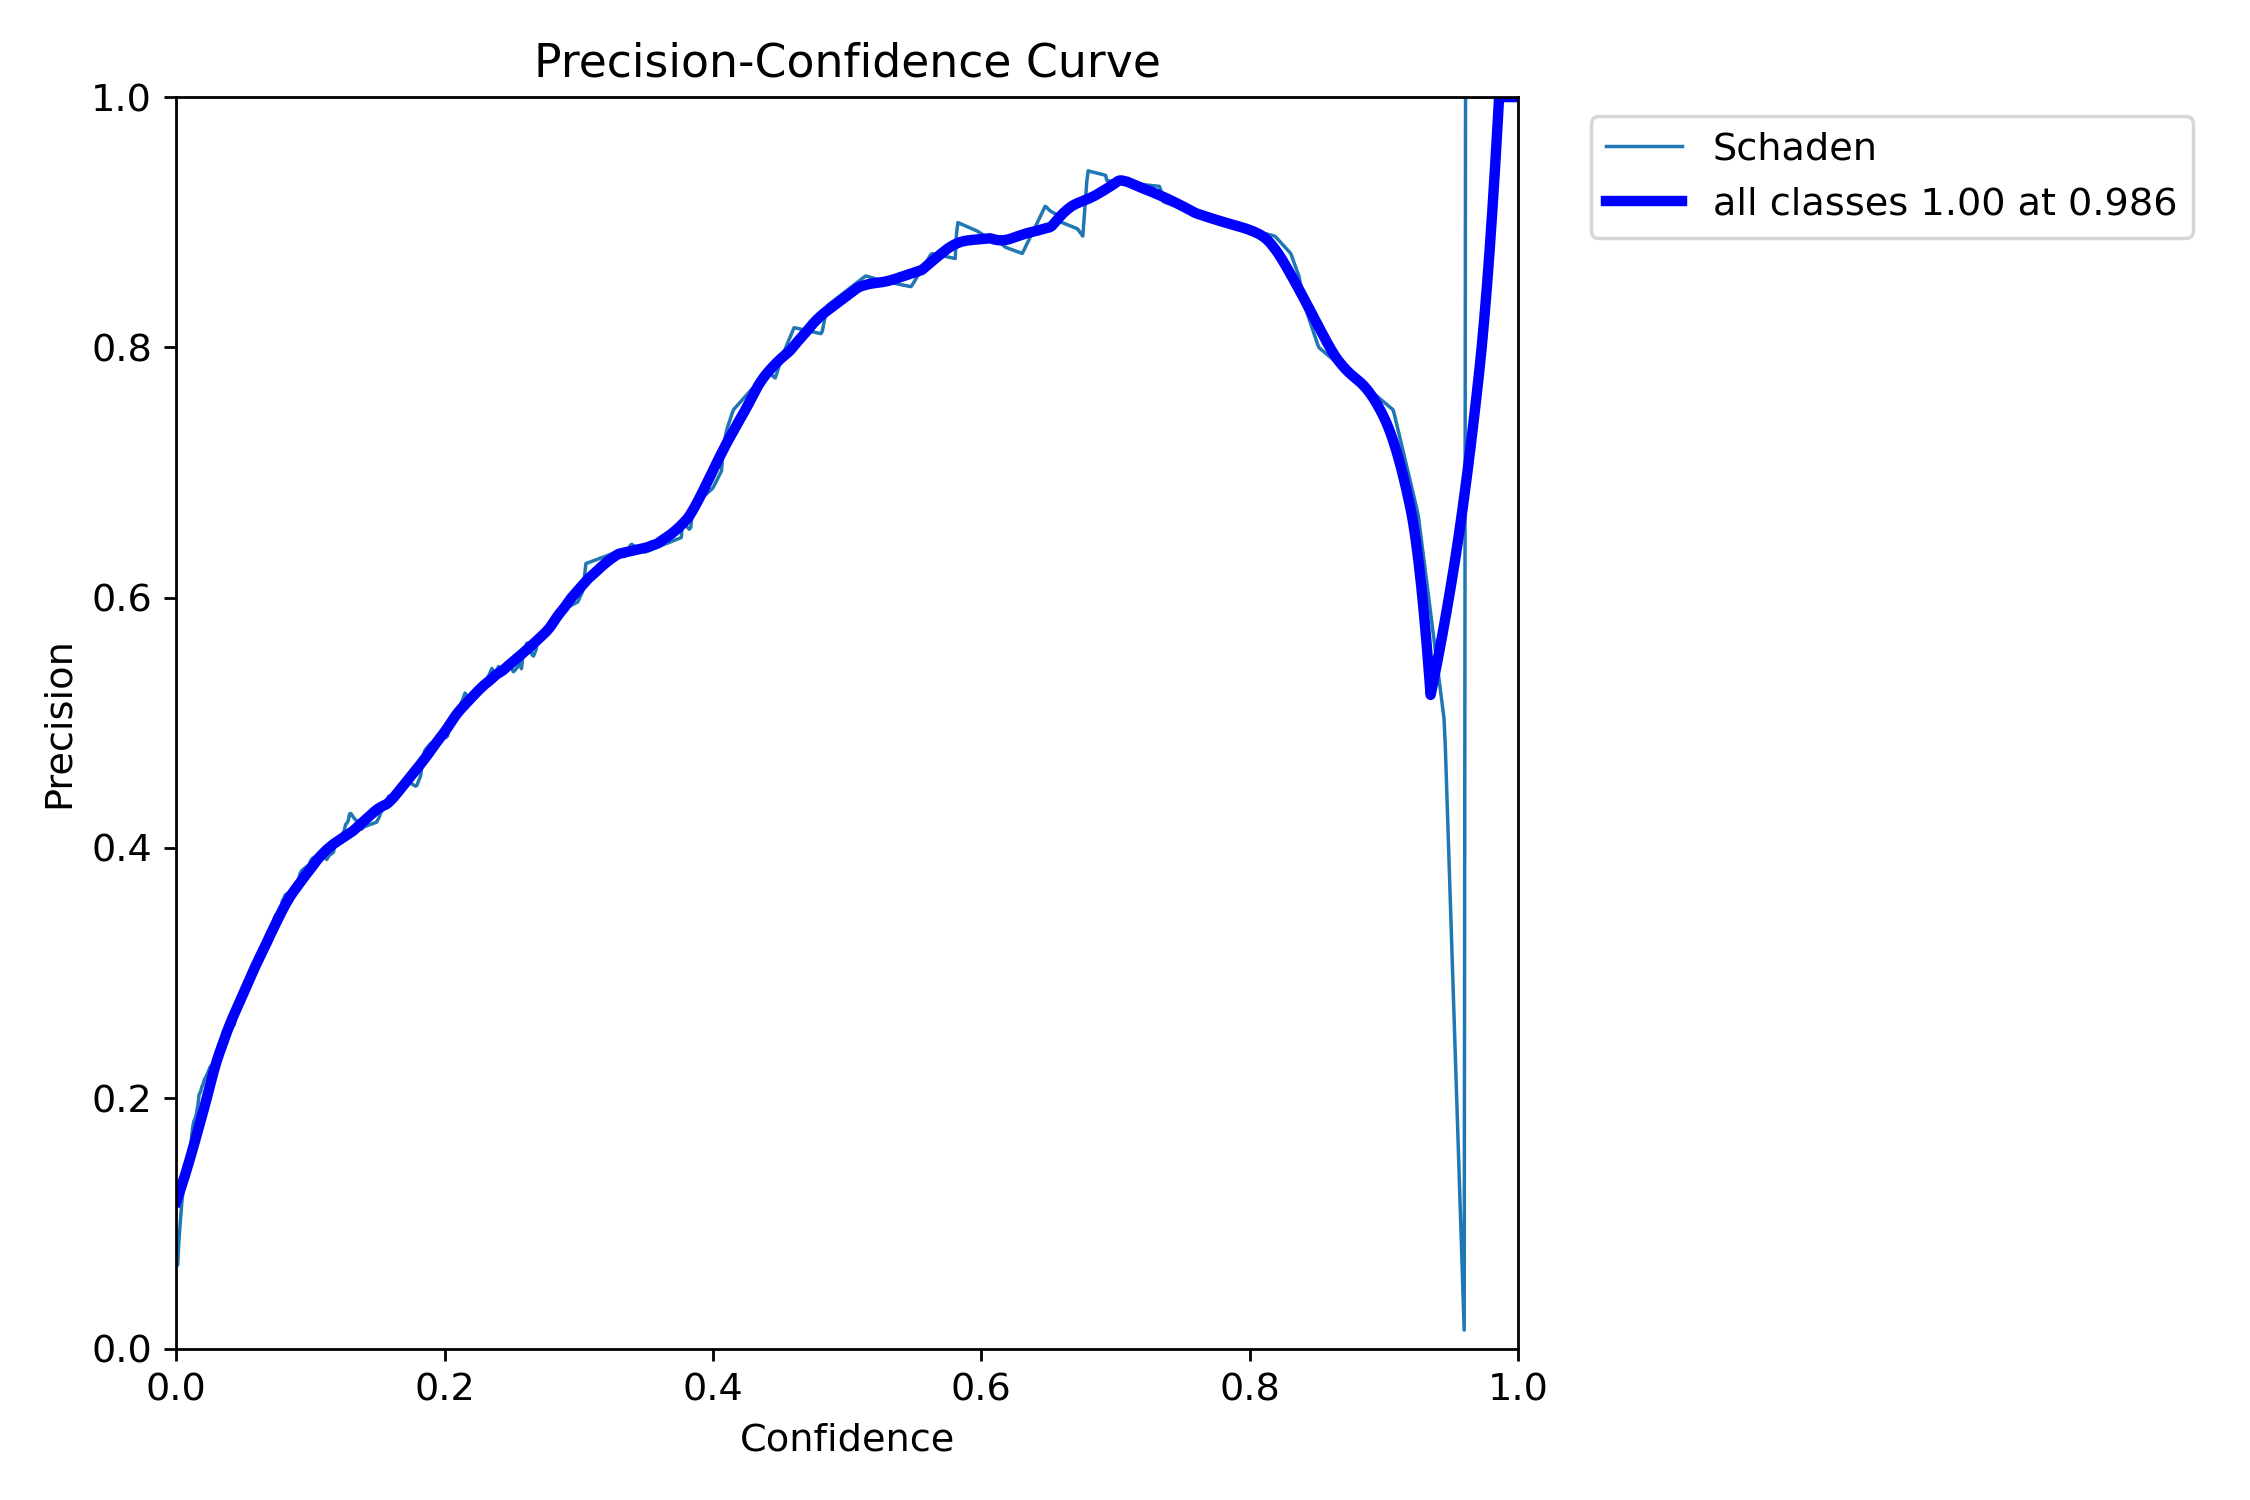 Precision-Confidence Curve
1.0
0.8
0.6
0.4
0.2
0.0
Precision
0.0 0.2 0.4 0.6 0.8 1.0
Confidence
Schaden
all classes 1.00 at 0.986